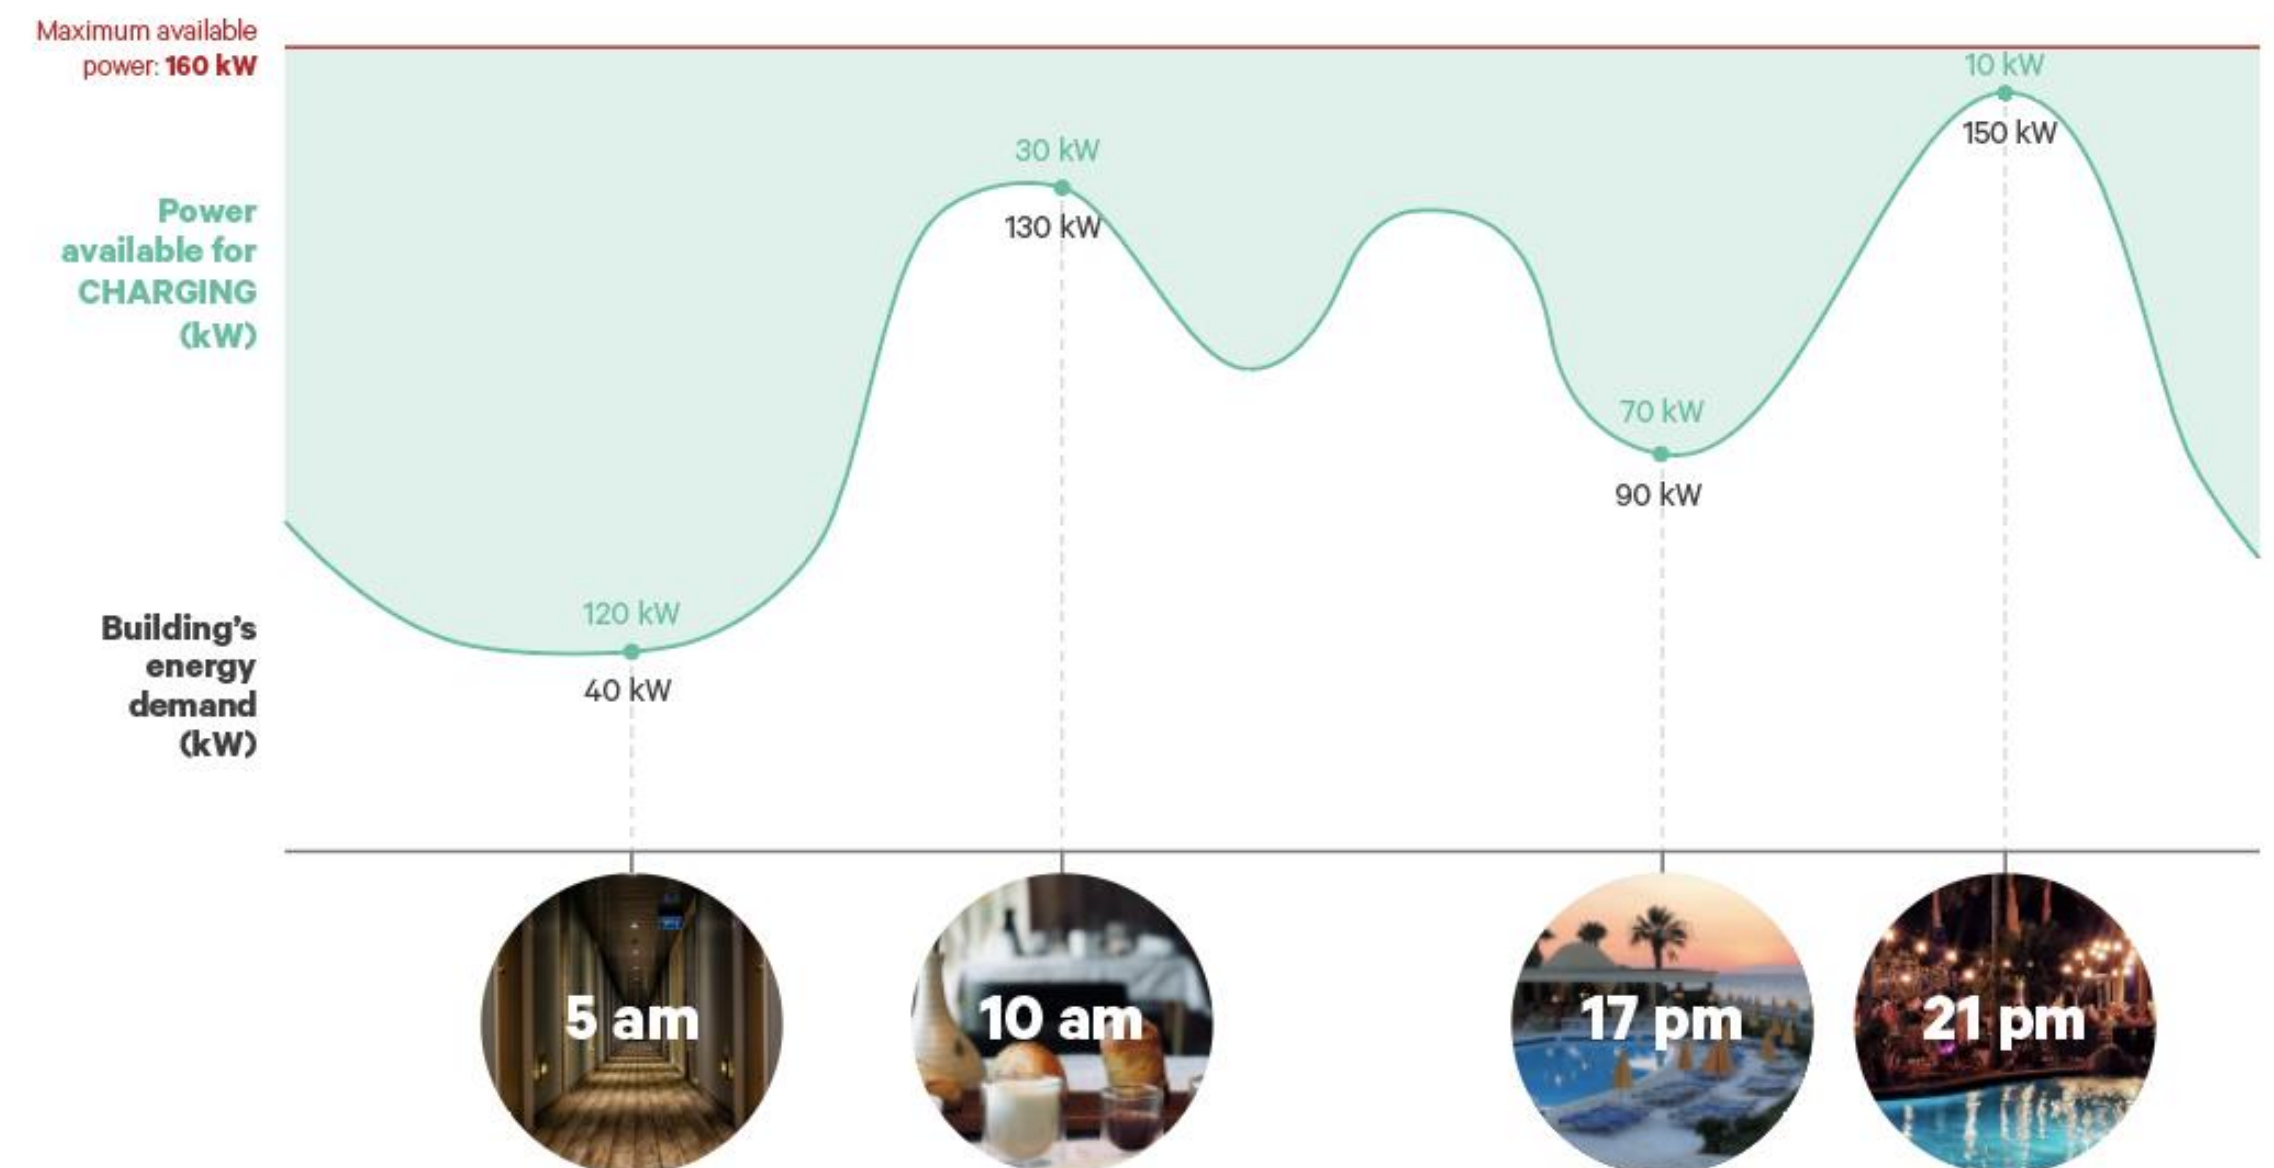 Maximum available
power: 160 kW
10 kW
150 kW
30 kW
130 kW
Power
available for
CHARGING
(kW)
70 kW
90 kW
120 kW
40 kW
Building’s
energy
demand
(kW)
5 am
10 am
17 pm
21 pm